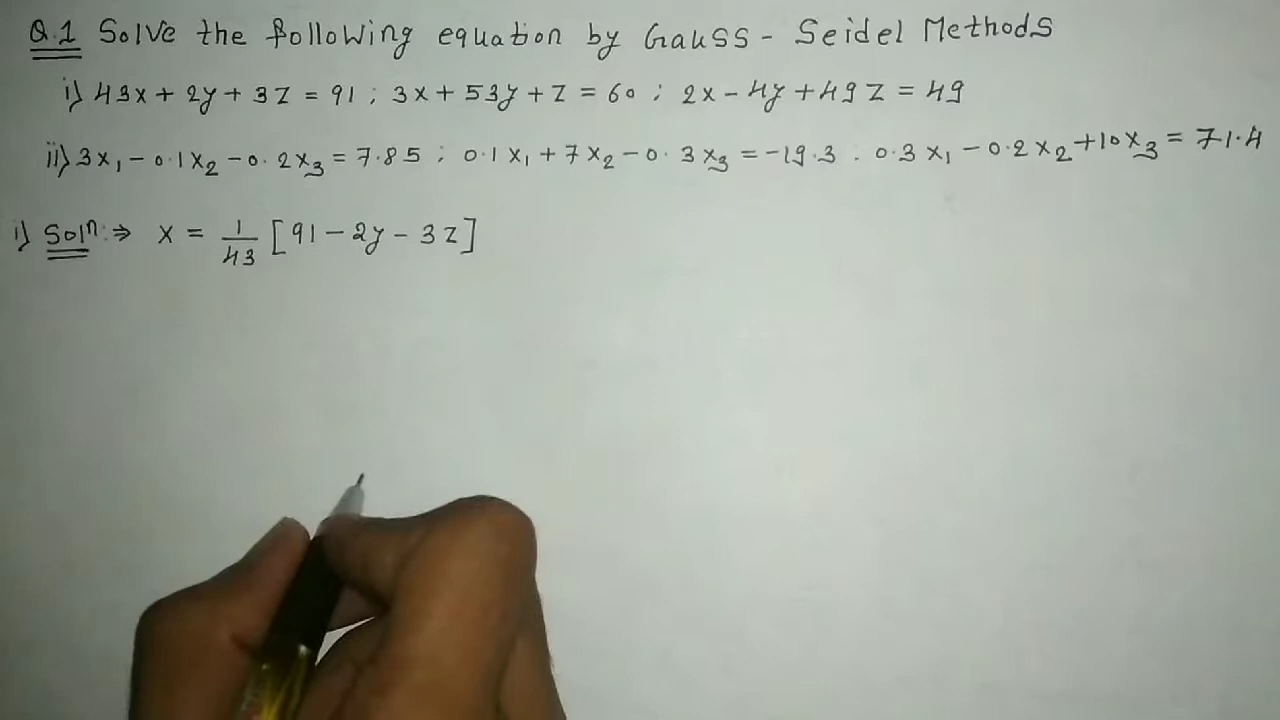 Q.1 Solve the following equation by Gauss - Seidel Methods
i) 43x + 2y + 3z = 91 ; 3x + 53y + z = 60 ; 2x - 4y + 49z = 49
ii) 3x₁ - 0.1x₂ - 0.2x₃ = 7.85 ; 0.1x₁ + 7x₂ - 0.3x₃ = -19.3 ; 0.3x₁ - 0.2x₂ + 10x₃ = 71.4
i) Solⁿ:⇒ x = 1/43 [91 - 2y - 3z]